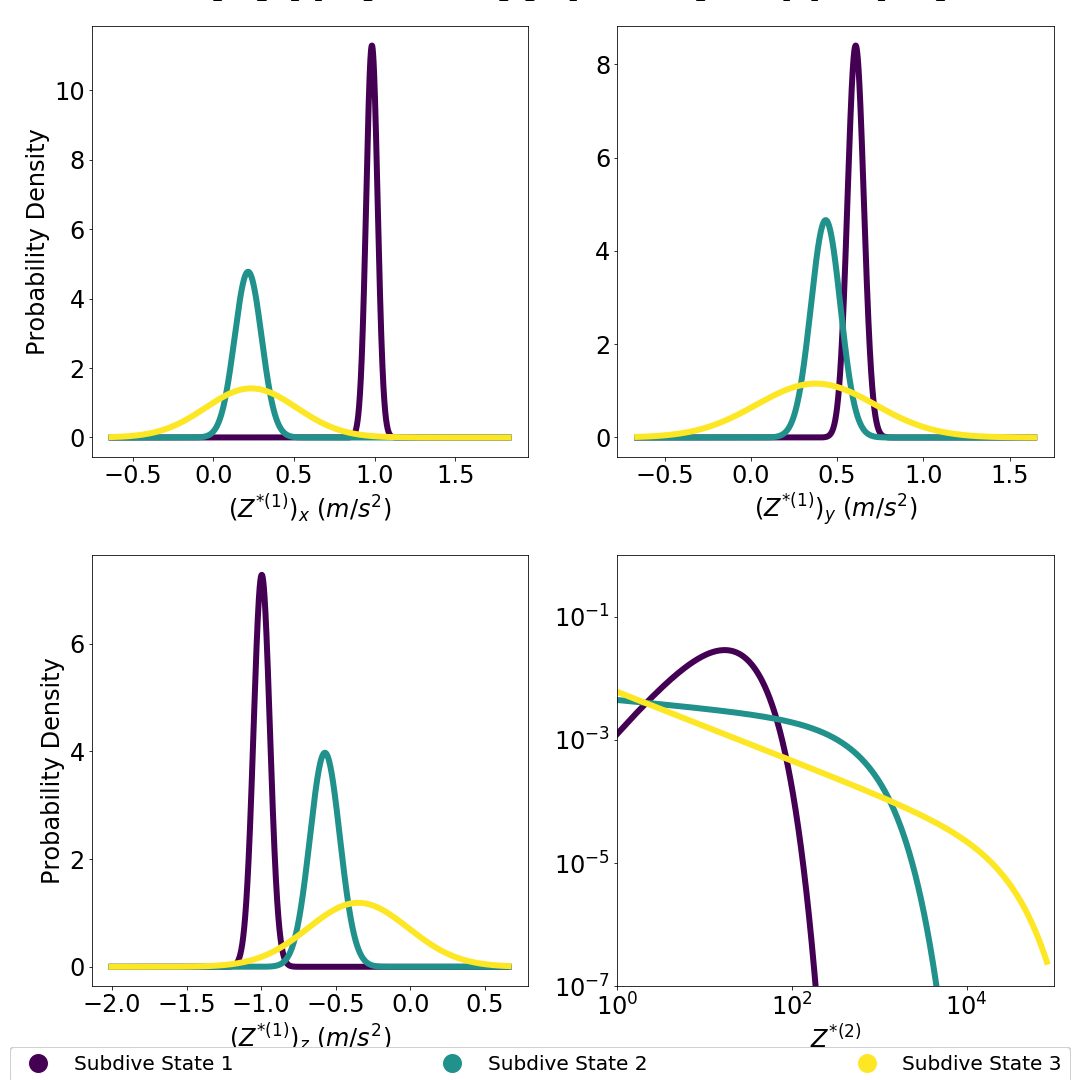 Probability Density
10
8
6
4
2
0
−0.5 0.0 0.5 1.0 1.5
(Z*(1))x (m/s²)
8
6
4
2
0
−0.5 0.0 0.5 1.0 1.5
(Z*(1))y (m/s²)
Probability Density
6
4
2
0
−2.0 −1.5 −1.0 −0.5 0.0 0.5
(Z*(1))z (m/s²)
10⁻¹
10⁻³
10⁻⁵
10⁻⁷
10⁰ 10² 10⁴
Z*(2)
Subdive State 1 Subdive State 2 Subdive State 3